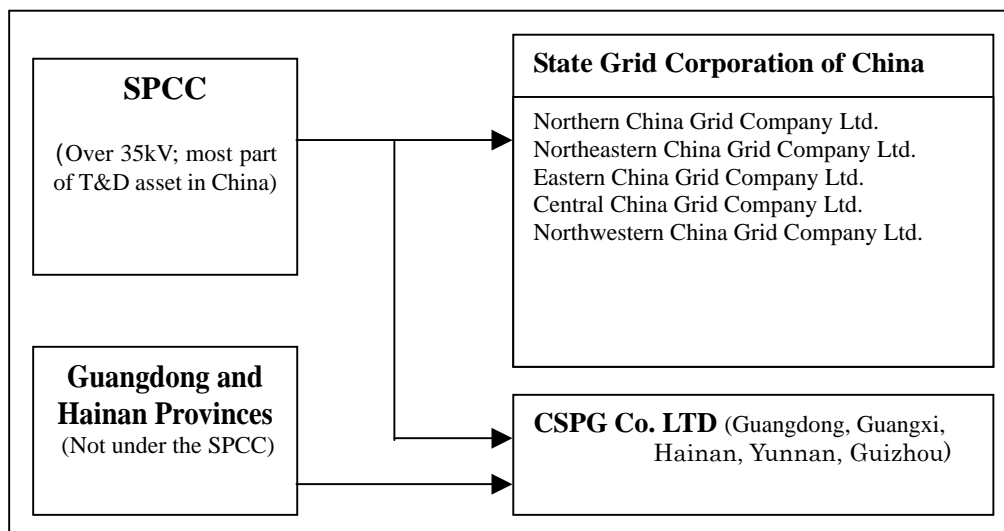 SPCC
(Over 35kV; most part
of T&D asset in China)
State Grid Corporation of China
Northern China Grid Company Ltd.
Northeastern China Grid Company Ltd.
Eastern China Grid Company Ltd.
Central China Grid Company Ltd.
Northwestern China Grid Company Ltd.
Guangdong and
Hainan Provinces
(Not under the SPCC)
CSPG Co. LTD (Guangdong, Guangxi,
Hainan, Yunnan, Guizhou)